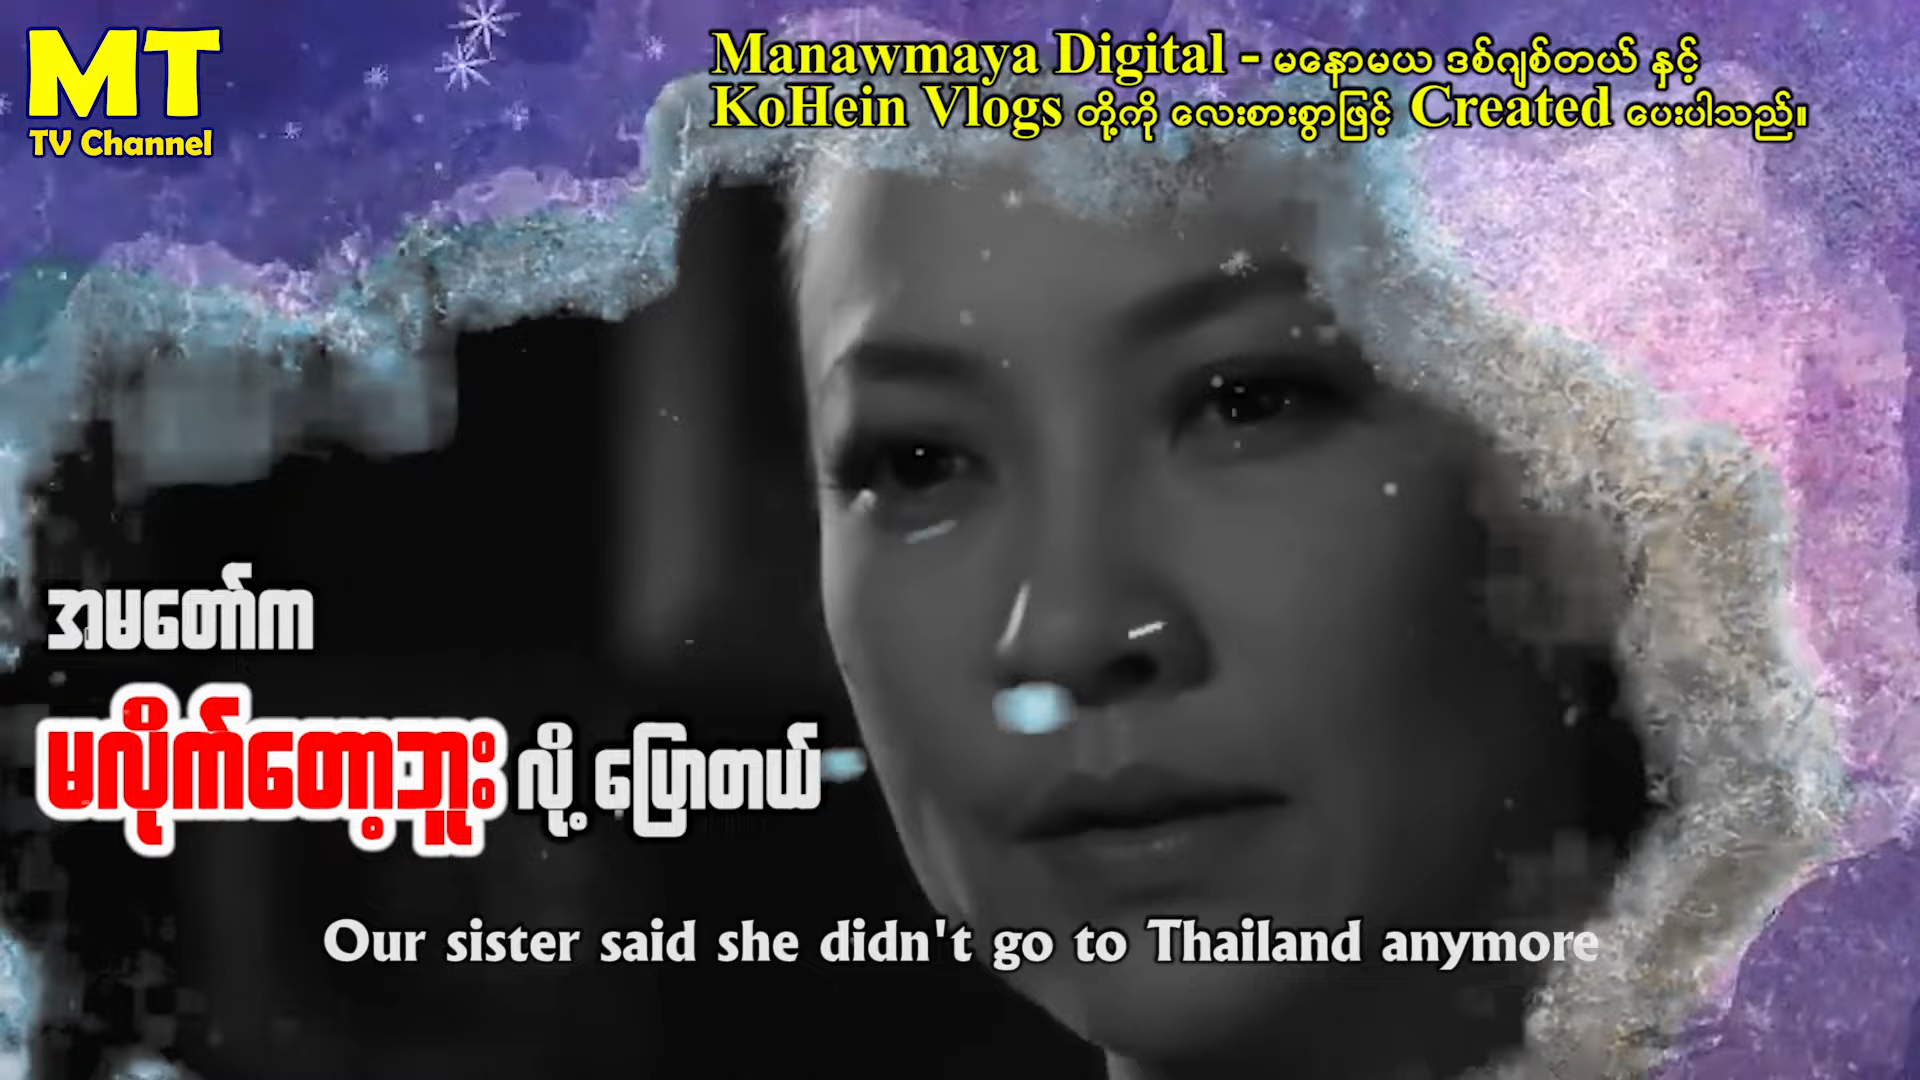 MT
TV Channel
Manawmaya Digital - မနောမယ ဒစ်ဂျစ်တယ် နှင့်
KoHein Vlogs တို့ကို လေးစားစွာဖြင့် Created ပေးပါသည်။
အမတော်က
မလိုက်တော့ဘူး လို့ ပြောတယ်
Our sister said she didn't go to Thailand anymore